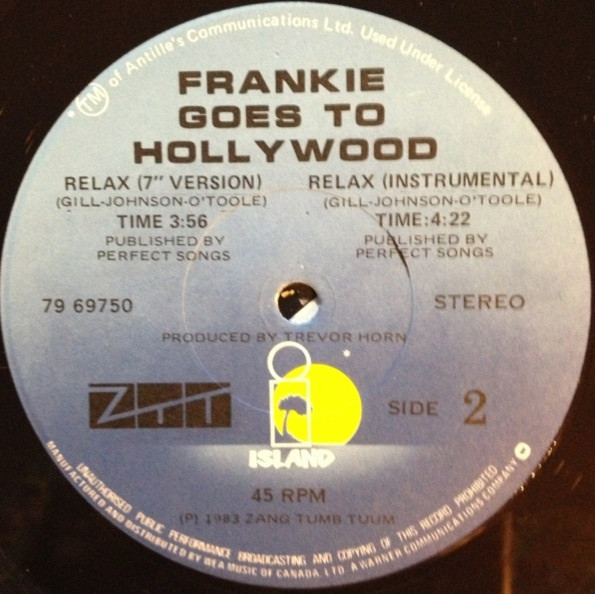 TM of Antille's Communications Ltd. Used Under License
FRANKIE
GOES TO
HOLLYWOOD
RELAX (7" VERSION)
(GILL-JOHNSON-O'TOOLE)
TIME 3:56
PUBLISHED BY
PERFECT SONGS
RELAX (INSTRUMENTAL)
(GILL-JOHNSON-O'TOOLE)
TIME:4:22
PUBLISHED BY
PERFECT SONGS
79 69750
STEREO
PRODUCED BY TREVOR HORN
ZTT
SIDE 2
ISLAND
45 RPM
(P) 1983 ZANG TUMB TUUM
UNAUTHORISED PUBLIC PERFORMANCE BROADCASTING AND COPYING OF THIS RECORD PROHIBITED
MANUFACTURED AND DISTRIBUTED BY WEA MUSIC OF CANADA, LTD. A WARNER COMMUNICATIONS COMPANY